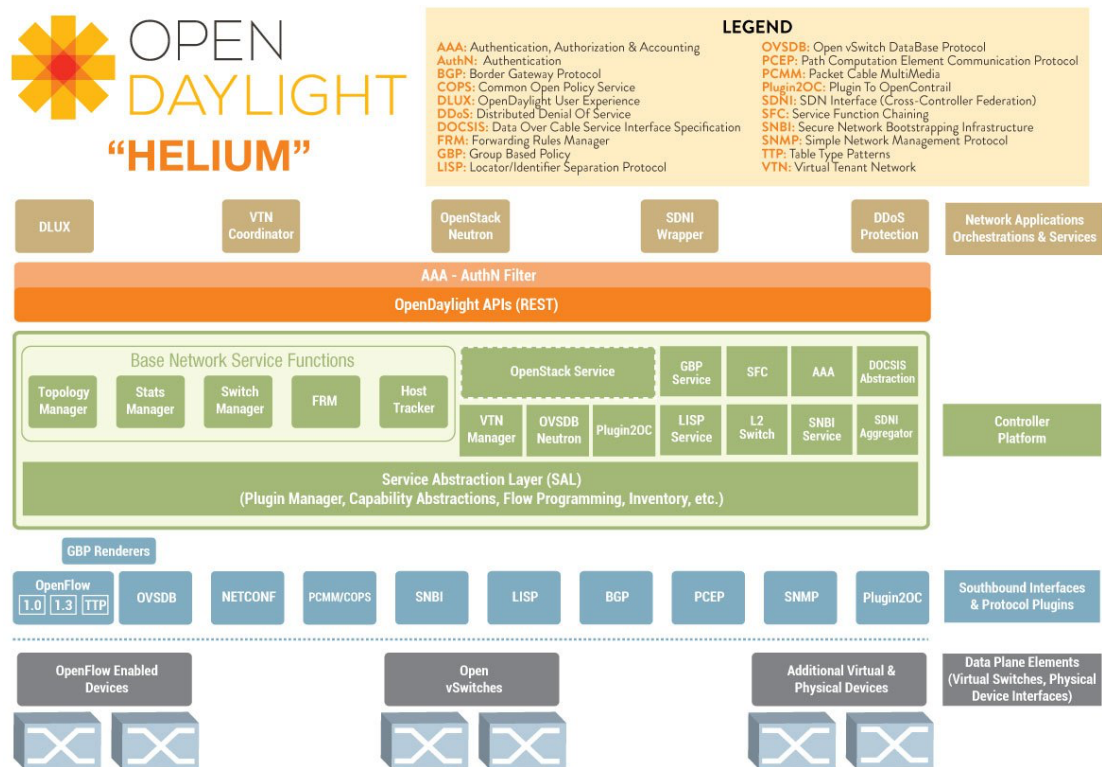 OPEN
DAYLIGHT
“HELIUM”
LEGEND
AAA: Authentication, Authorization & Accounting
AuthN: Authentication
BGP: Border Gateway Protocol
COPS: Common Open Policy Service
DLUX: OpenDaylight User Experience
DDoS: Distributed Denial Of Service
DOCSIS: Data Over Cable Service Interface Specification
FRM: Forwarding Rules Manager
GBP: Group Based Policy
LISP: Locator/Identifier Separation Protocol
OVSDB: Open vSwitch DataBase Protocol
PCEP: Path Computation Element Communication Protocol
PCMM: Packet Cable MultiMedia
Plugin2OC: Plugin To OpenContrail
SDNI: SDN Interface (Cross-Controller Federation)
SFC: Service Function Chaining
SNBI: Secure Network Bootstrapping Infrastructure
SNMP: Simple Network Management Protocol
TTP: Table Type Patterns
VTN: Virtual Tenant Network
DLUX
VTN
Coordinator
OpenStack
Neutron
SDNI
Wrapper
DDoS
Protection
Network Applications
Orchestrations & Services
AAA - AuthN Filter
OpenDaylight APIs (REST)
Base Network Service Functions
Topology
Manager
Stats
Manager
Switch
Manager
FRM
Host
Tracker
OpenStack Service
GBP
Service
SFC
AAA
DOCSIS
Abstraction
VTN
Manager
OVSDB
Neutron
Plugin2OC
LISP
Service
L2
Switch
SNBI
Service
SDNI
Aggregator
Controller
Platform
Service Abstraction Layer (SAL)
(Plugin Manager, Capability Abstractions, Flow Programming, Inventory, etc.)
GBP Renderers
OpenFlow
1.0 1.3 TTP
OVSDB
NETCONF
PCMM/COPS
SNBI
LISP
BGP
PCEP
SNMP
Plugin2OC
Southbound Interfaces
& Protocol Plugins
OpenFlow Enabled
Devices
Open
vSwitches
Additional Virtual &
Physical Devices
Data Plane Elements
(Virtual Switches, Physical
Device Interfaces)